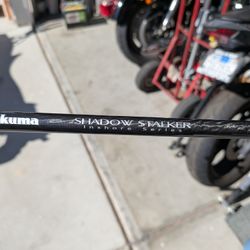 kuma SHADOW STALKER
Inshore Series